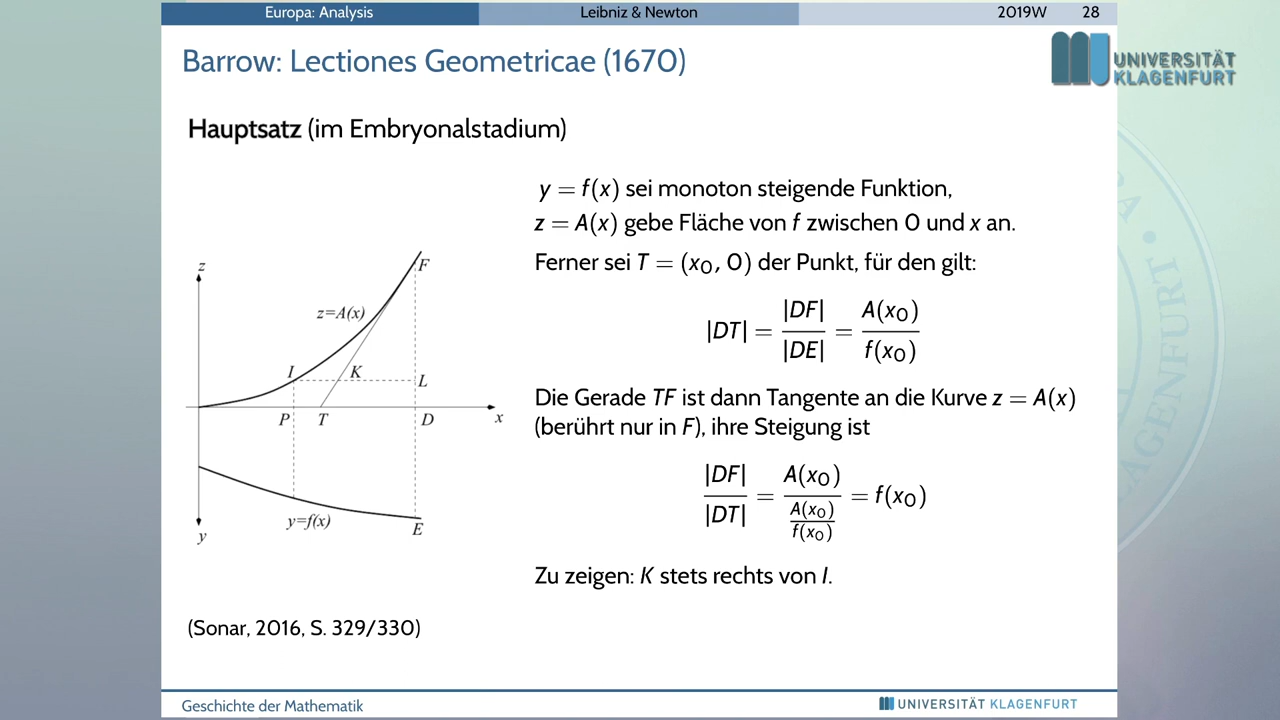 Europa: Analysis Leibniz & Newton 2019W 28
Barrow: Lectiones Geometricae (1670)
UNIVERSITÄT
KLAGENFURT
Hauptsatz (im Embryonalstadium)
y = f(x) sei monoton steigende Funktion,
z = A(x) gebe Fläche von f zwischen 0 und x an.
Ferner sei T = (x₀, 0) der Punkt, für den gilt:
|DT| = |DF| / |DE| = A(x₀) / f(x₀)
Die Gerade TF ist dann Tangente an die Kurve z = A(x)
(berührt nur in F), ihre Steigung ist
|DF| / |DT| = A(x₀) / (A(x₀) / f(x₀)) = f(x₀)
Zu zeigen: K stets rechts von I.
z
F
z=A(x)
I
K
L
P
T
D
x
y=f(x)
E
y
(Sonar, 2016, S. 329/330)
Geschichte der Mathematik
UNIVERSITÄT KLAGENFURT
KLAGENFURT